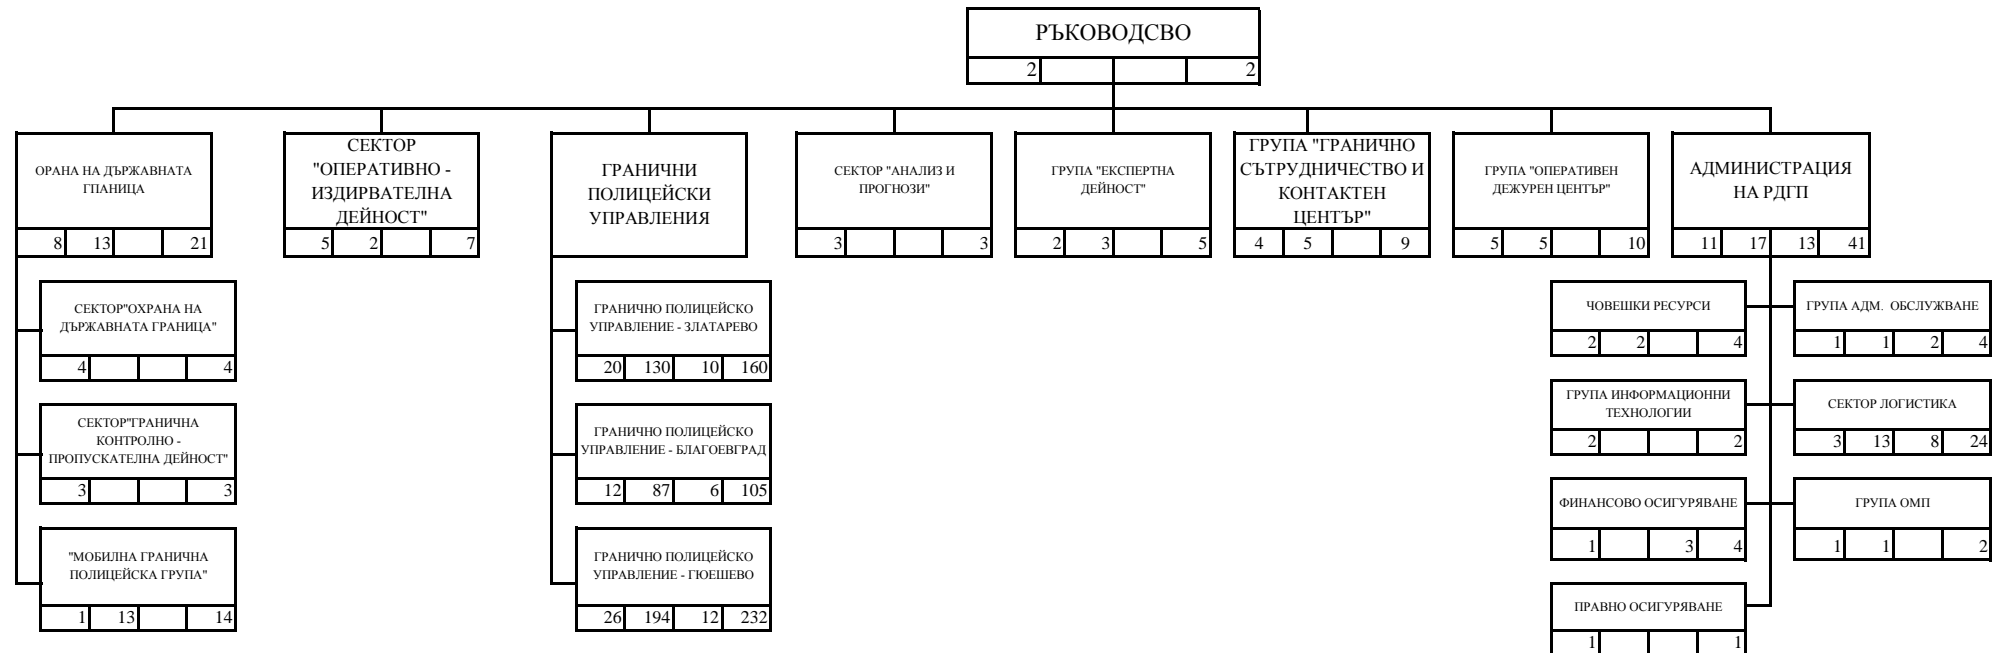 РЪКОВОДСВО
2 2
ОРАНА НА ДЪРЖАВНАТА
ГПАНИЦА
8 13 21
СЕКТОР
"ОПЕРАТИВНО -
ИЗДИРВАТЕЛНА
ДЕЙНОСТ"
5 2 7
ГРАНИЧНИ
ПОЛИЦЕЙСКИ
УПРАВЛЕНИЯ
СЕКТОР "АНАЛИЗ И
ПРОГНОЗИ"
3 3
ГРУПА "ЕКСПЕРТНА
ДЕЙНОСТ"
2 3 5
ГРУПА "ГРАНИЧНО
СЪТРУДНИЧЕСТВО И
КОНТАКТЕН
ЦЕНТЪР"
4 5 9
ГРУПА "ОПЕРАТИВЕН
ДЕЖУРЕН ЦЕНТЪР"
5 5 10
АДМИНИСТРАЦИЯ
НА РДГП
11 17 13 41
СЕКТОР"ОХРАНА НА
ДЪРЖАВНАТА ГРАНИЦА"
4 4
СЕКТОР"ГРАНИЧНА
КОНТРОЛНО -
ПРОПУСКАТЕЛНА ДЕЙНОСТ"
3 3
"МОБИЛНА ГРАНИЧНА
ПОЛИЦЕЙСКА ГРУПА"
1 13 14
ГРАНИЧНО ПОЛИЦЕЙСКО
УПРАВЛЕНИЕ - ЗЛАТАРЕВО
20 130 10 160
ГРАНИЧНО ПОЛИЦЕЙСКО
УПРАВЛЕНИЕ - БЛАГОЕВГРАД
12 87 6 105
ГРАНИЧНО ПОЛИЦЕЙСКО
УПРАВЛЕНИЕ - ГЮЕШЕВО
26 194 12 232
ЧОВЕШКИ РЕСУРСИ
2 2 4
ГРУПА АДМ. ОБСЛУЖВАНЕ
1 1 2 4
ГРУПА ИНФОРМАЦИОННИ
ТЕХНОЛОГИИ
2 2
СЕКТОР ЛОГИСТИКА
3 13 8 24
ФИНАНСОВО ОСИГУРЯВАНЕ
1 3 4
ГРУПА ОМП
1 1 2
ПРАВНО ОСИГУРЯВАНЕ
1 1